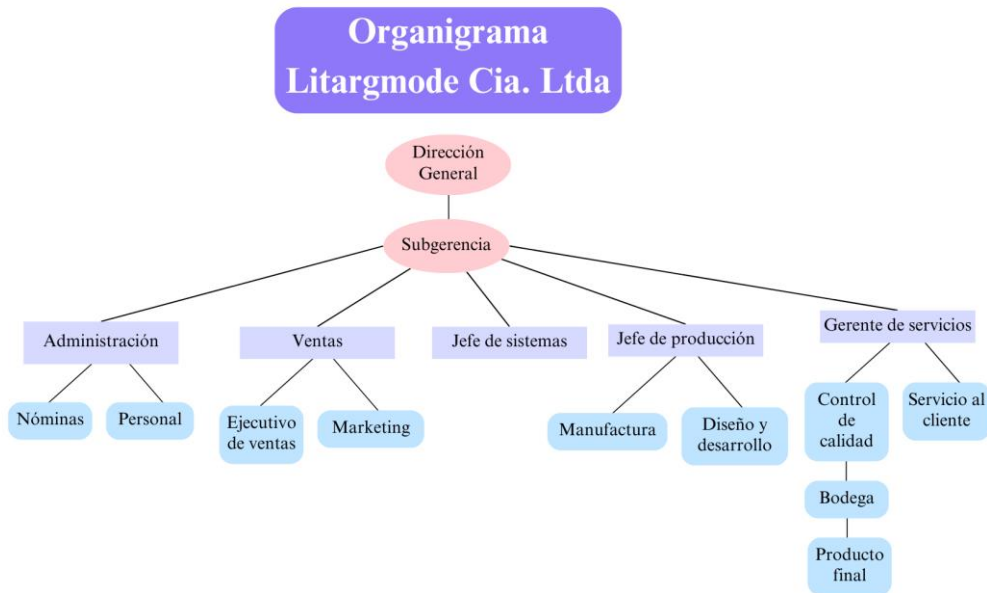 Organigrama
Litargmode Cia. Ltda
Dirección
General
Subgerencia
Administración
Ventas
Jefe de sistemas
Jefe de producción
Gerente de servicios
Nóminas
Personal
Ejecutivo
de ventas
Marketing
Manufactura
Diseño y
desarrollo
Control
de
calidad
Servicio al
cliente
Bodega
Producto
final